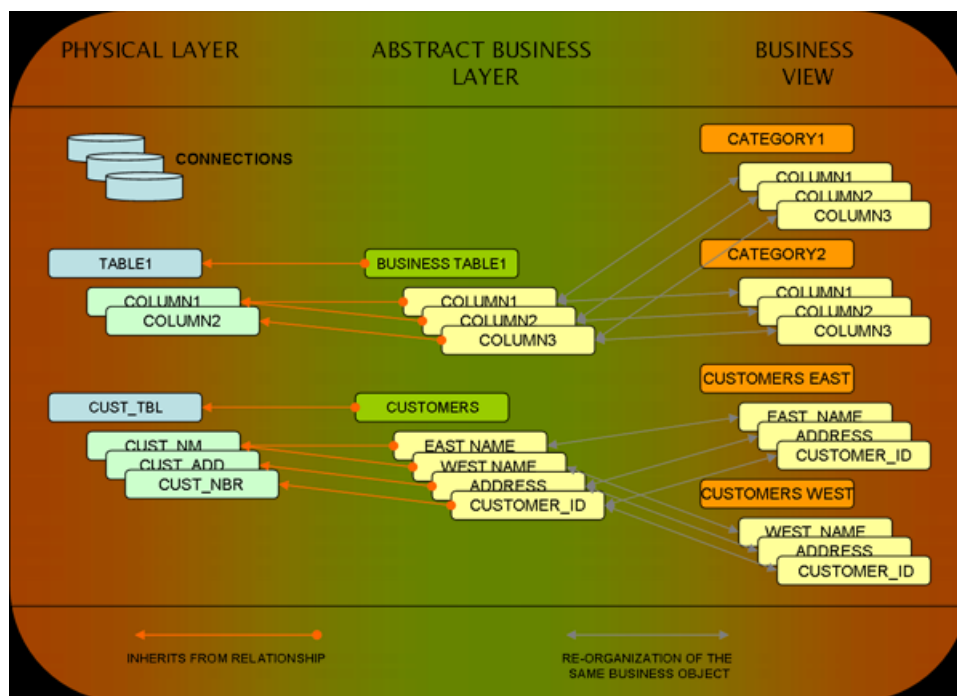 PHYSICAL LAYER
ABSTRACT BUSINESS
LAYER
BUSINESS
VIEW
CONNECTIONS
CATEGORY1
COLUMN1
COLUMN2
COLUMN3
TABLE1
COLUMN1
COLUMN2
BUSINESS TABLE1
COLUMN1
COLUMN2
COLUMN3
CATEGORY2
COLUMN1
COLUMN2
COLUMN3
CUST_TBL
CUST_NM
CUST_ADD
CUST_NBR
CUSTOMERS
EAST NAME
WEST NAME
ADDRESS
CUSTOMER_ID
CUSTOMERS EAST
EAST_NAME
ADDRESS
CUSTOMER_ID
CUSTOMERS WEST
WEST_NAME
ADDRESS
CUSTOMER_ID
INHERITS FROM RELATIONSHIP
RE-ORGANIZATION OF THE
SAME BUSINESS OBJECT